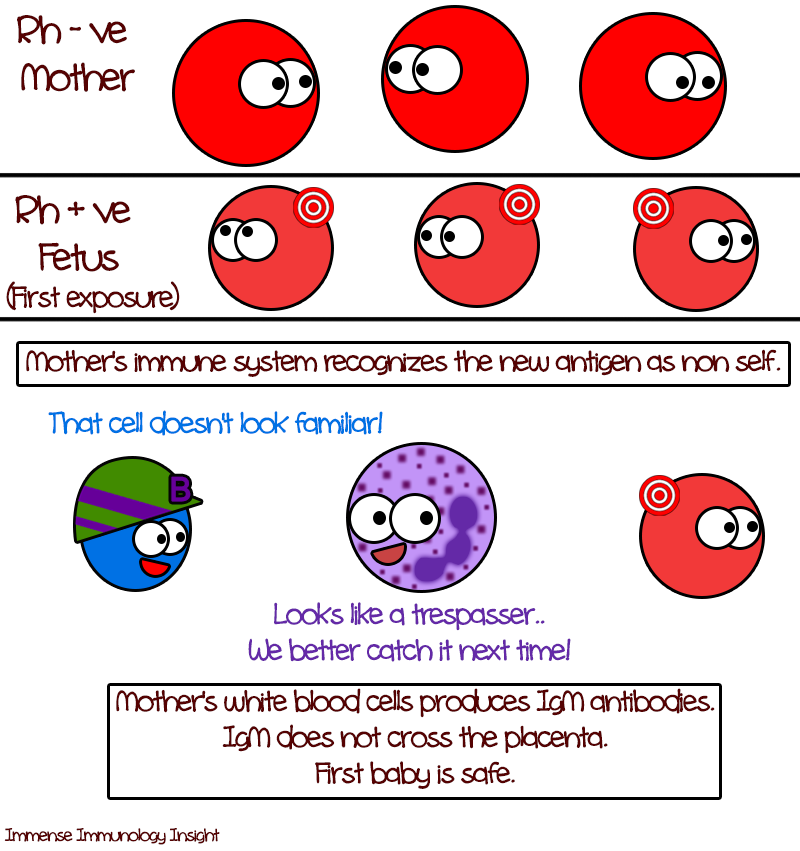 Rh - ve
Mother
Rh + ve
Fetus
(First exposure)
Mother's immune system recognizes the new antigen as non self.
That cell doesn't look familiar!
B
Looks like a trespasser..
We better catch it next time!
Mother's white blood cells produces IgM antibodies.
IgM does not cross the placenta.
First baby is safe.
Immense Immunology Insight